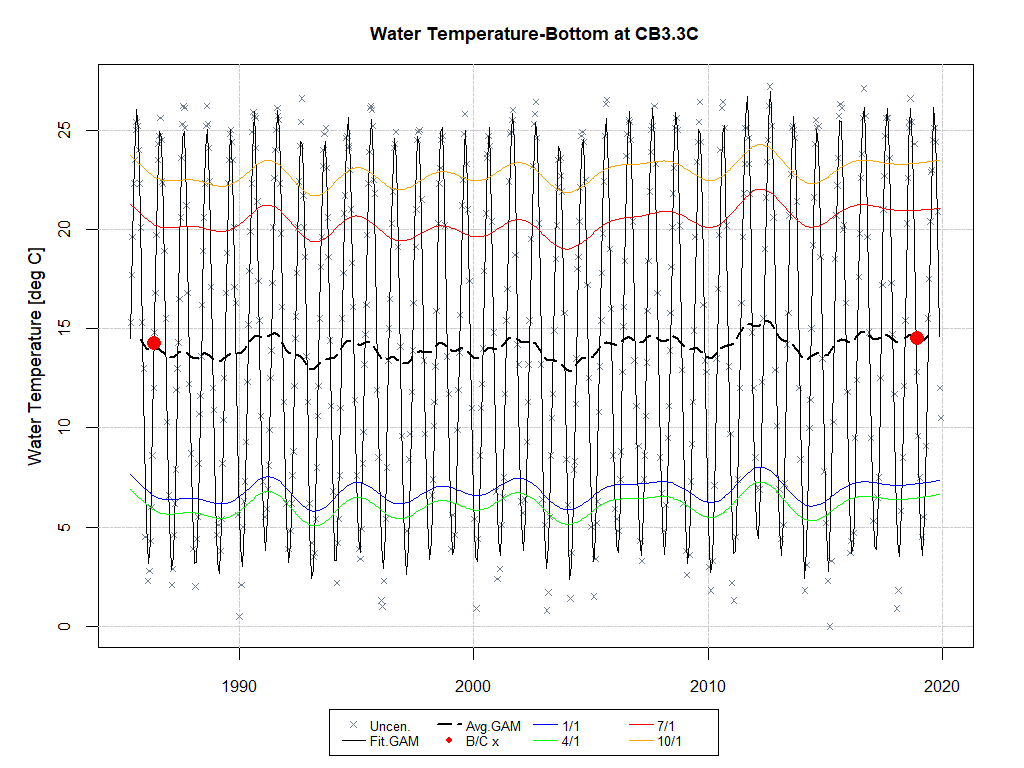 Water Temperature-Bottom at CB3.3C
Water Temperature [deg C]
25
20
15
10
5
0
1990 2000 2010 2020
Uncen. Avg.GAM 1/1 7/1
Fit.GAM B/C x 4/1 10/1